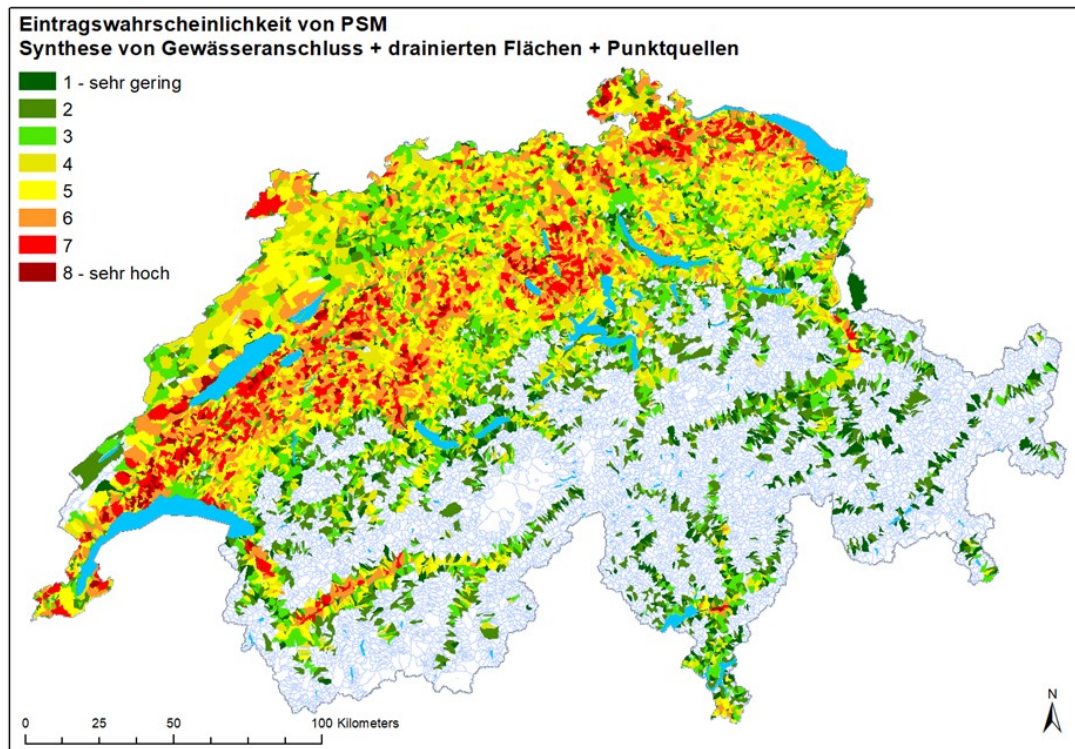 Eintragswahrscheinlichkeit von PSM
Synthese von Gewässeranschluss + drainierten Flächen + Punktquellen
1 - sehr gering
2
3
4
5
6
7
8 - sehr hoch
N
0 25 50 100 Kilometers